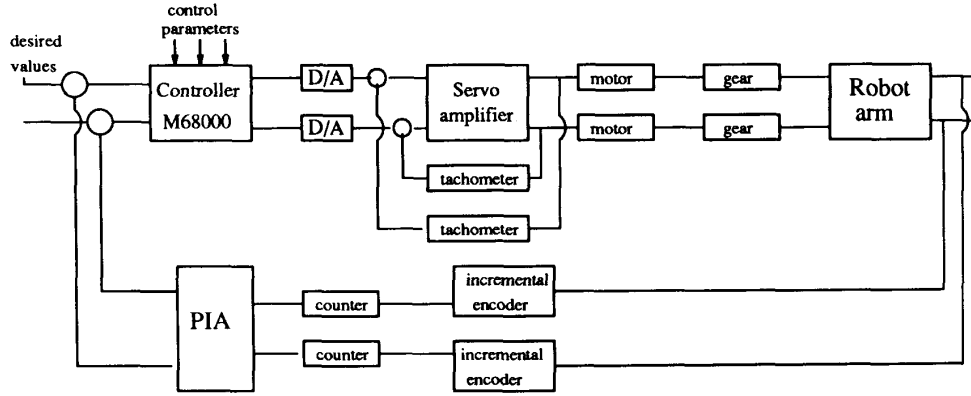 control
parameters
desired
values
Controller
M68000
D/A
D/A
Servo
amplifier
motor
motor
gear
gear
Robot
arm
tachometer
tachometer
PIA
counter
counter
incremental
encoder
incremental
encoder